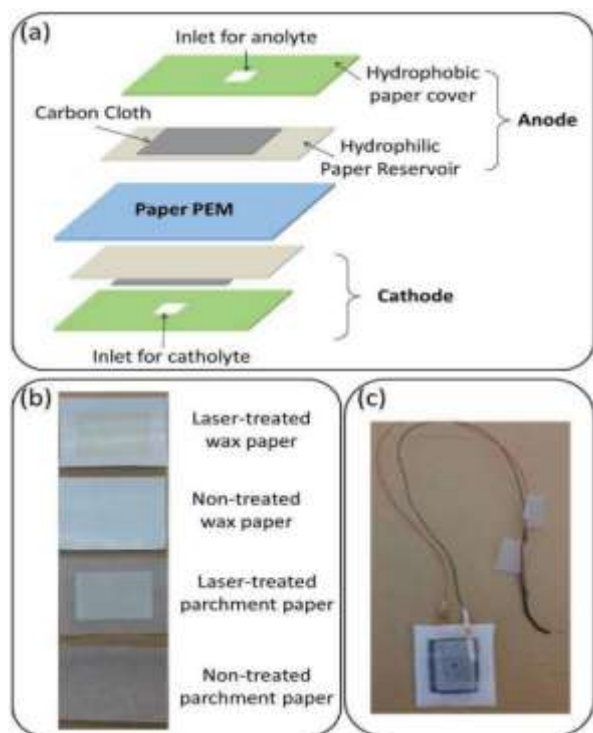 (a)
Inlet for anolyte
Hydrophobic
paper cover
Carbon Cloth
Anode
Hydrophilic
Paper Reservoir
Paper PEM
Cathode
Inlet for catholyte
(b)
Laser-treated
wax paper
Non-treated
wax paper
Laser-treated
parchment paper
Non-treated
parchment paper
(c)